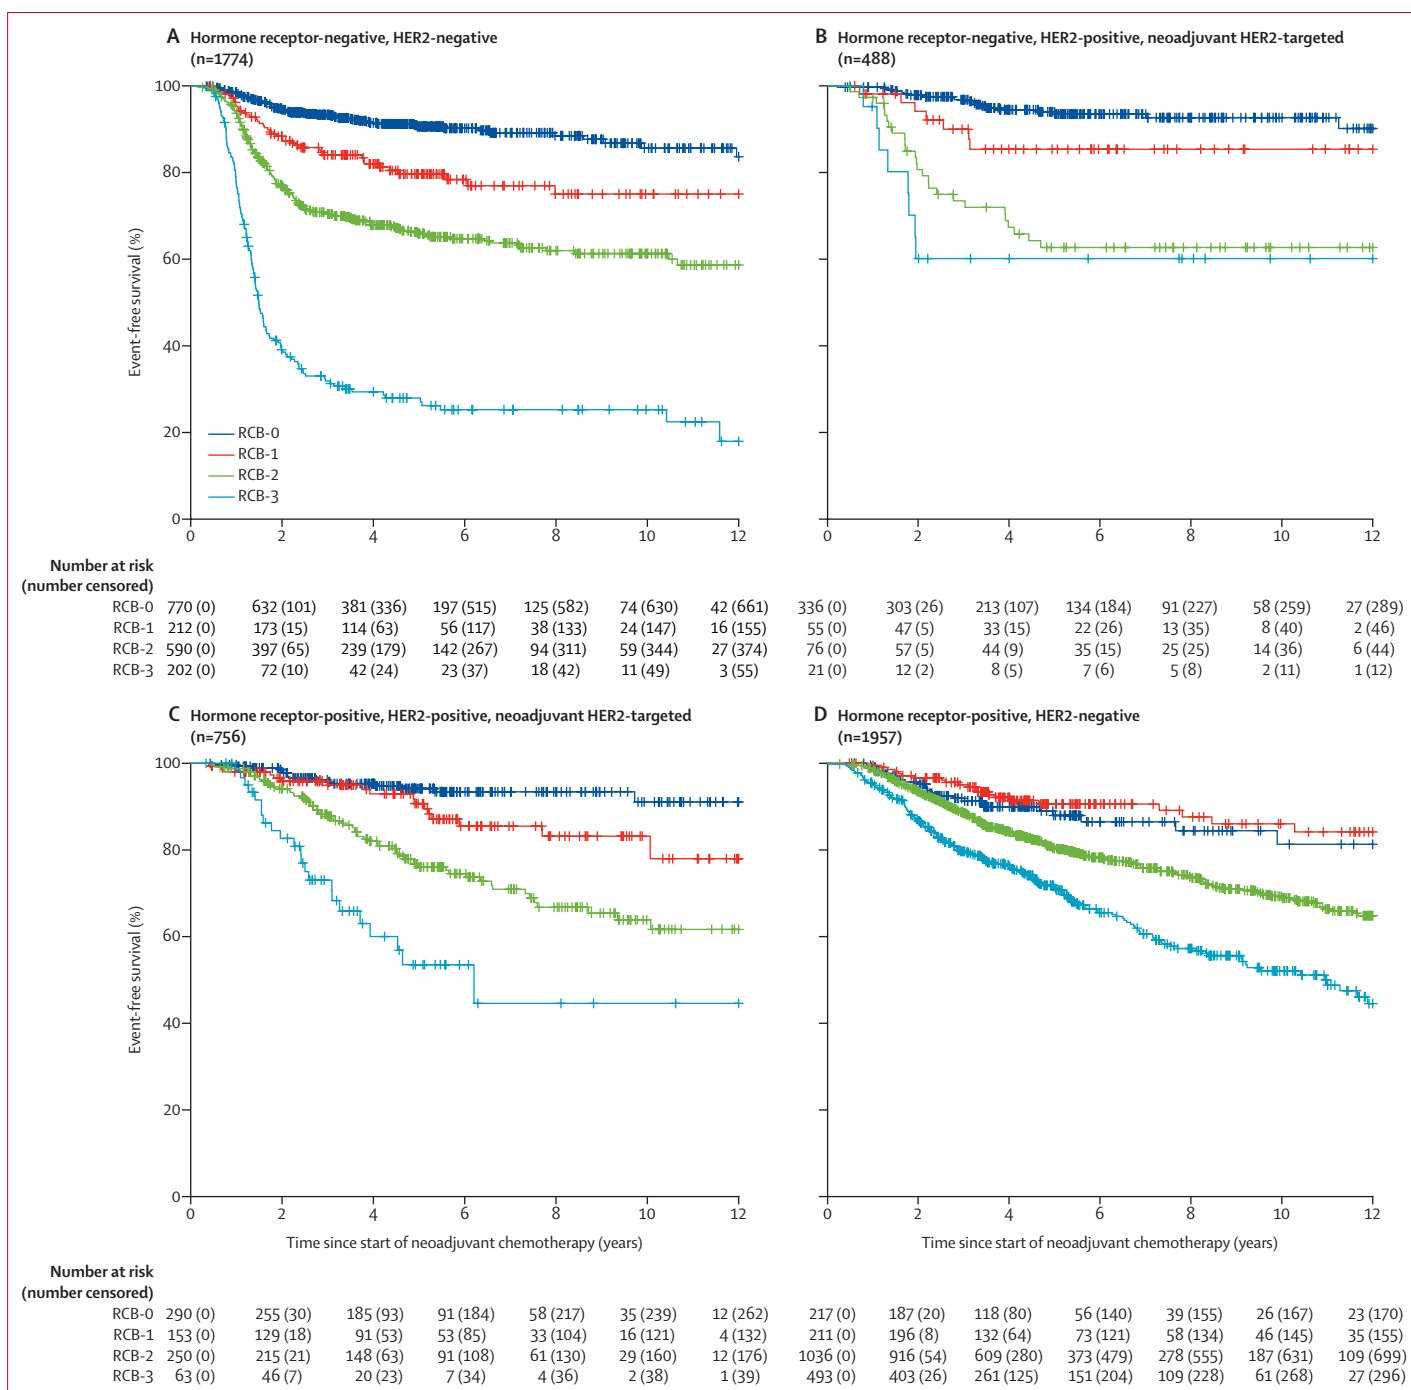 A Hormone receptor-negative, HER2-negative
(n=1774)
B Hormone receptor-negative, HER2-positive, neoadjuvant HER2-targeted
(n=488)
Event-free survival (%)
100
80
60
40
20
0
RCB-0
RCB-1
RCB-2
RCB-3
0 2 4 6 8 10 12
0 2 4 6 8 10 12
Number at risk
(number censored)
RCB-0 770 (0) 632 (101) 381 (336) 197 (515) 125 (582) 74 (630) 42 (661) 336 (0) 303 (26) 213 (107) 134 (184) 91 (227) 58 (259) 27 (289)
RCB-1 212 (0) 173 (15) 114 (63) 56 (117) 38 (133) 24 (147) 16 (155) 55 (0) 47 (5) 33 (15) 22 (26) 13 (35) 8 (40) 2 (46)
RCB-2 590 (0) 397 (65) 239 (179) 142 (267) 94 (311) 59 (344) 27 (374) 76 (0) 57 (5) 44 (9) 35 (15) 25 (25) 14 (36) 6 (44)
RCB-3 202 (0) 72 (10) 42 (24) 23 (37) 18 (42) 11 (49) 3 (55) 21 (0) 12 (2) 8 (5) 7 (6) 5 (8) 2 (11) 1 (12)
C Hormone receptor-positive, HER2-positive, neoadjuvant HER2-targeted
(n=756)
D Hormone receptor-positive, HER2-negative
(n=1957)
Event-free survival (%)
100
80
60
40
20
0
0 2 4 6 8 10 12
0 2 4 6 8 10 12
Time since start of neoadjuvant chemotherapy (years)
Time since start of neoadjuvant chemotherapy (years)
Number at risk
(number censored)
RCB-0 290 (0) 255 (30) 185 (93) 91 (184) 58 (217) 35 (239) 12 (262) 217 (0) 187 (20) 118 (80) 56 (140) 39 (155) 26 (167) 23 (170)
RCB-1 153 (0) 129 (18) 91 (53) 53 (85) 33 (104) 16 (121) 4 (132) 211 (0) 196 (8) 132 (64) 73 (121) 58 (134) 46 (145) 35 (155)
RCB-2 250 (0) 215 (21) 148 (63) 91 (108) 61 (130) 29 (160) 12 (176) 1036 (0) 916 (54) 609 (280) 373 (479) 278 (555) 187 (631) 109 (699)
RCB-3 63 (0) 46 (7) 20 (23) 7 (34) 4 (36) 2 (38) 1 (39) 493 (0) 403 (26) 261 (125) 151 (204) 109 (228) 61 (268) 27 (296)